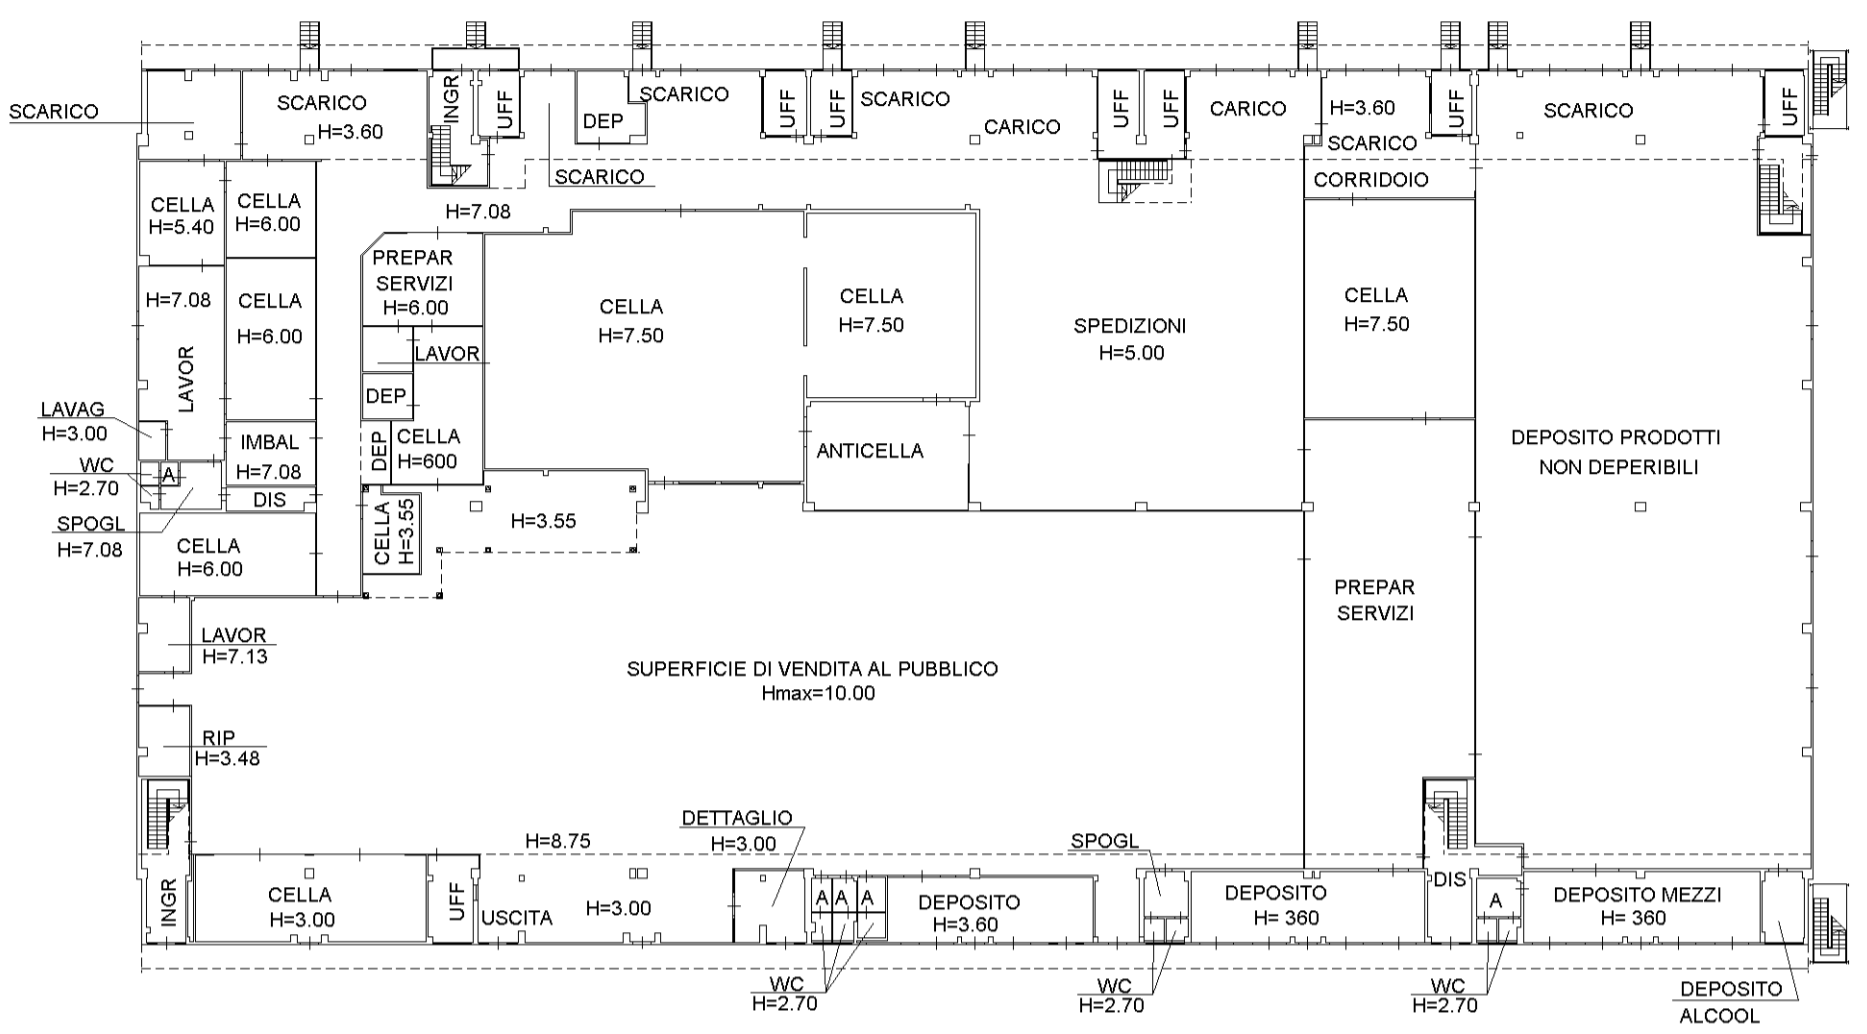 SCARICO
SCARICO
H=3.60
INGR
UFF
DEP
SCARICO
SCARICO
UFF
UFF
SCARICO
CARICO
UFF
UFF
CARICO
H=3.60
SCARICO
CORRIDOIO
UFF
SCARICO
UFF
CELLA
H=5.40
CELLA
H=6.00
H=7.08
H=7.08
LAVOR
CELLA
H=6.00
PREPAR
SERVIZI
H=6.00
LAVOR
DEP
DEP
CELLA
H=600
CELLA
H=7.50
CELLA
H=7.50
SPEDIZIONI
H=5.00
CELLA
H=7.50
LAVAG
H=3.00
IMBAL
H=7.08
WC
H=2.70
A
DIS
SPOGL
H=7.08
CELLA
H=6.00
CELLA
H=3.55
H=3.55
ANTICELLA
DEPOSITO PRODOTTI
NON DEPERIBILI
PREPAR
SERVIZI
LAVOR
H=7.13
SUPERFICIE DI VENDITA AL PUBBLICO
Hmax=10.00
RIP
H=3.48
H=8.75
DETTAGLIO
H=3.00
SPOGL
INGR
CELLA
H=3.00
UFF
USCITA
H=3.00
A
A
A
DEPOSITO
H=3.60
DEPOSITO
H= 360
DIS
A
DEPOSITO MEZZI
H= 360
WC
H=2.70
WC
H=2.70
WC
H=2.70
DEPOSITO
ALCOOL